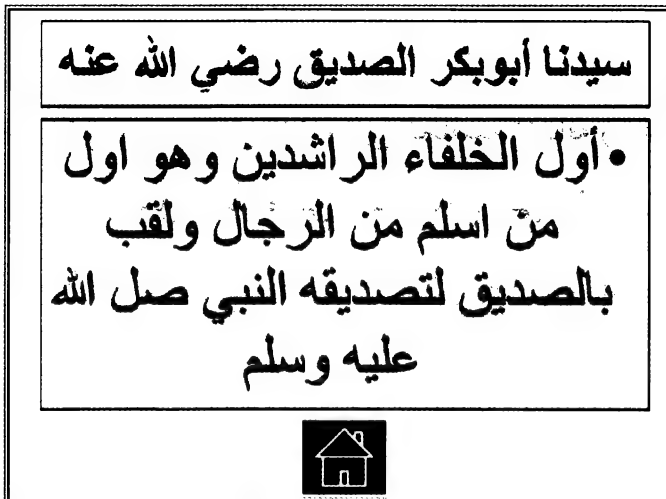 سيدنا أبوبكر الصديق رضي الله عنه
•أول الخلفاء الراشدين وهو اول
من اسلم من الرجال ولقب
بالصديق لتصديقه النبي صل الله
عليه وسلم